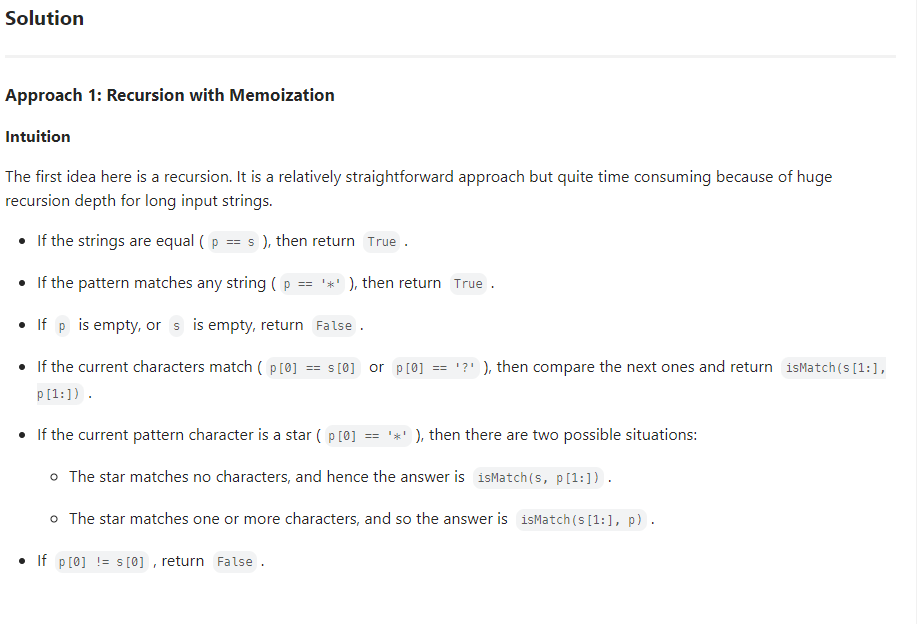 Solution
Approach 1: Recursion with Memoization
Intuition
The first idea here is a recursion. It is a relatively straightforward approach but quite time consuming because of huge
recursion depth for long input strings.
• If the strings are equal ( p == s ), then return True .
• If the pattern matches any string ( p == '*' ), then return True .
• If p is empty, or s is empty, return False .
• If the current characters match ( p[0] == s[0] or p[0] == '?' ), then compare the next ones and return isMatch(s[1:],
p[1:]) .
• If the current pattern character is a star ( p[0] == '*' ), then there are two possible situations:
○ The star matches no characters, and hence the answer is isMatch(s, p[1:]) .
○ The star matches one or more characters, and so the answer is isMatch(s[1:], p) .
• If p[0] != s[0] , return False .